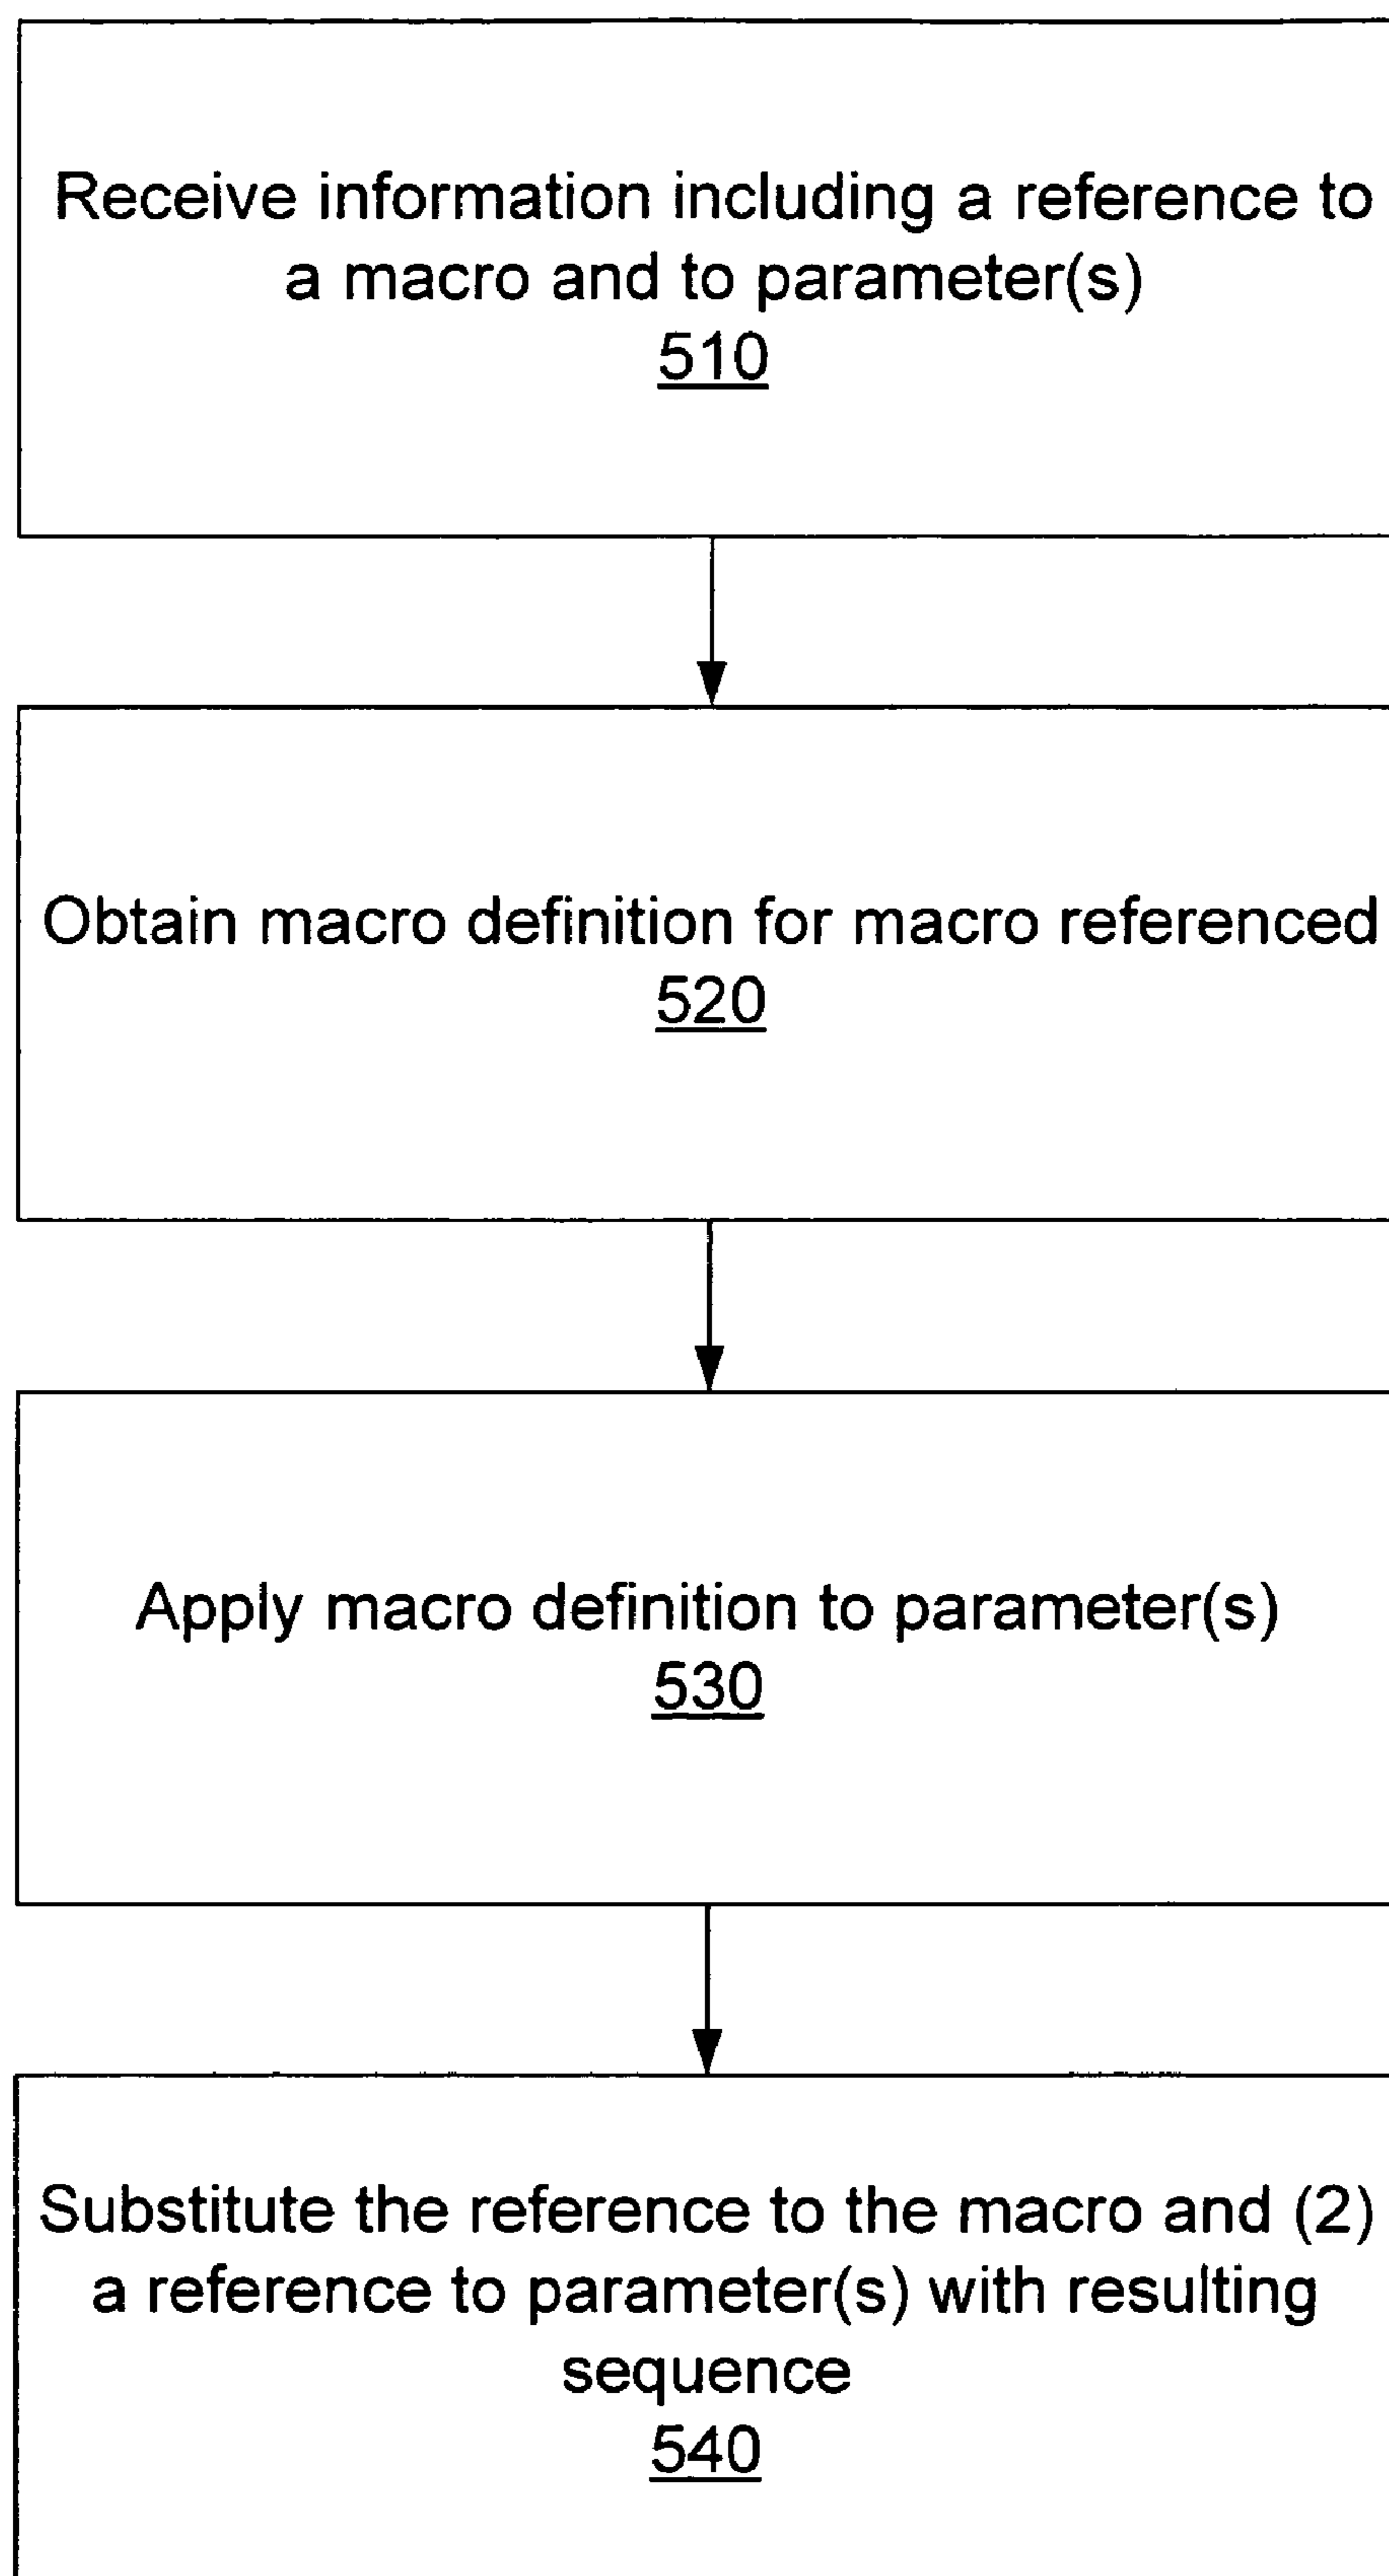 Receive information including a reference to
a macro and to parameter(s)
510
Obtain macro definition for macro referenced
520
Apply macro definition to parameter(s)
530
Substitute the reference to the macro and (2)
a reference to parameter(s) with resulting
sequence
540